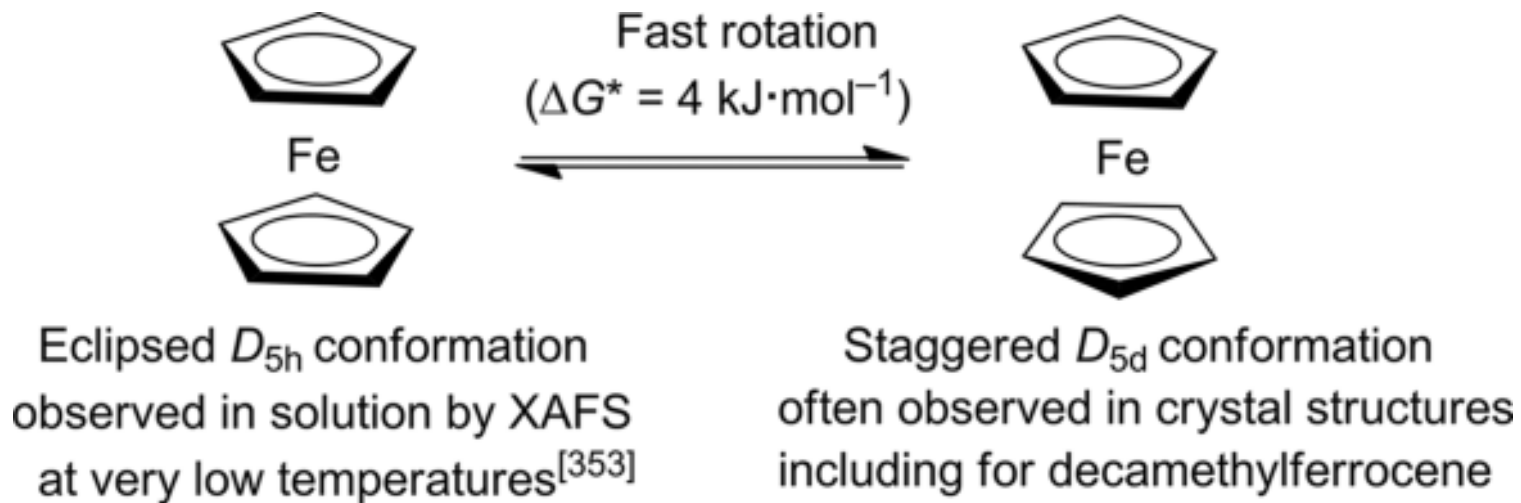 Fast rotation
(ΔG* = 4 kJ·mol⁻¹)
Fe
Fe
Eclipsed D₅ₕ conformation
observed in solution by XAFS
at very low temperatures[353]
Staggered D₅d conformation
often observed in crystal structures
including for decamethylferrocene